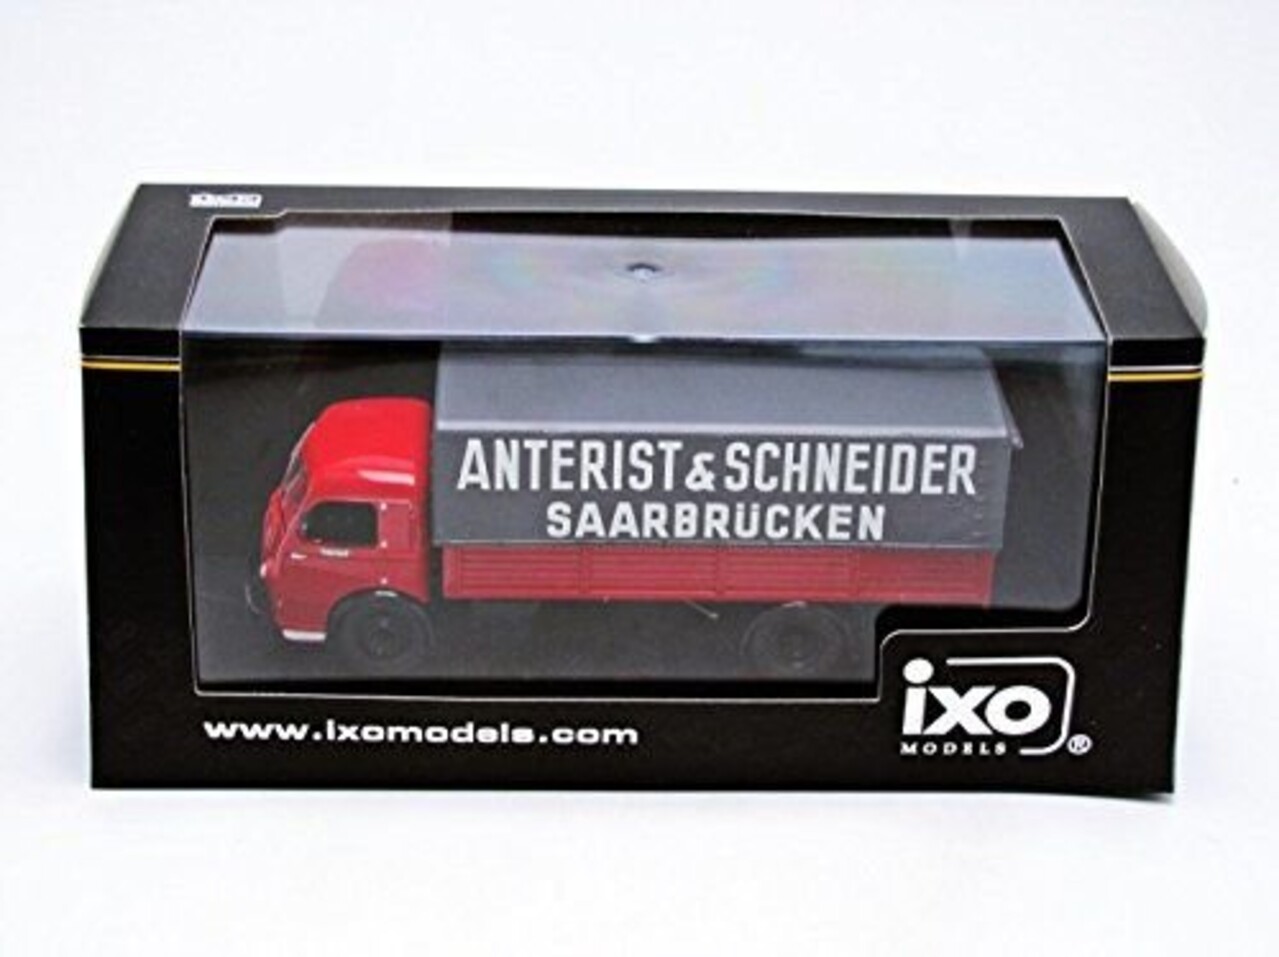 ANTERIST & SCHNEIDER
SAARBRÜCKEN
www.ixomodels.com
ixo
MODELS ®